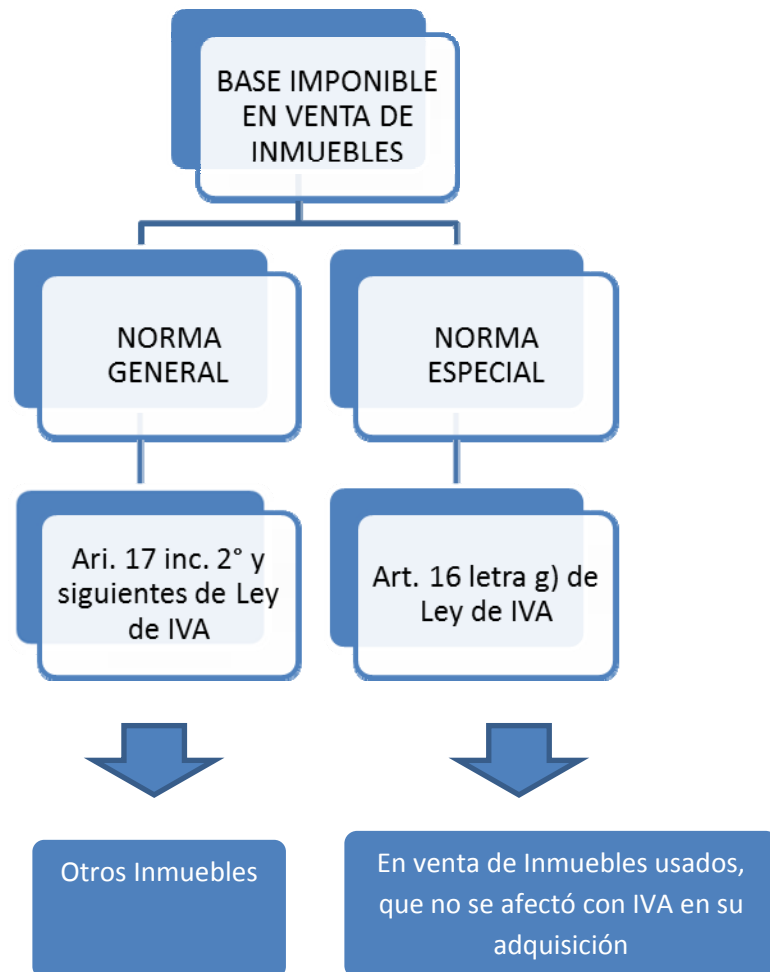 BASE IMPONIBLE
EN VENTA DE
INMUEBLES
NORMA
GENERAL
NORMA
ESPECIAL
Ari. 17 inc. 2° y
siguientes de Ley
de IVA
Art. 16 letra g) de
Ley de IVA
Otros Inmuebles
En venta de Inmuebles usados,
que no se afectó con IVA en su
adquisición